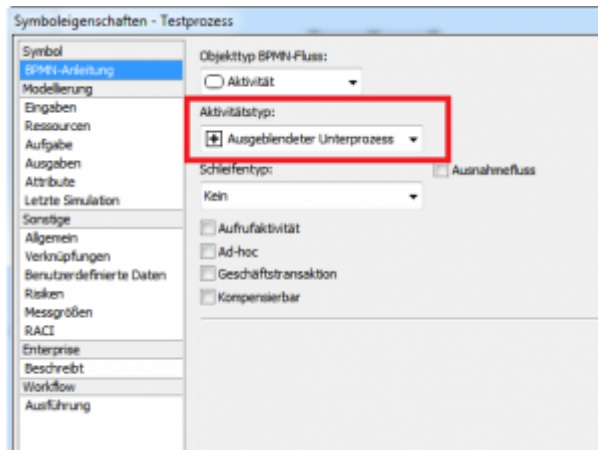 Symboleigenschaften - Testprozess
Symbol
BPMN-Anleitung
Modellierung
Eingaben
Ressourcen
Aufgabe
Ausgaben
Attribute
Letzte Simulation
Sonstige
Allgemein
Verknüpfungen
Benutzerdefinierte Daten
Risiken
Messgrößen
RACI
Enterprise
Beschreibt
Workflow
Ausführung
Objekttyp BPMN-Fluss:
Aktivität
Aktivitätstyp:
Ausgeblendeter Unterprozess
Schleifentyp:
Ausnahmefluss
Kein
Aufrufaktivität
Ad-hoc
Geschäftstransaktion
Kompensierbar